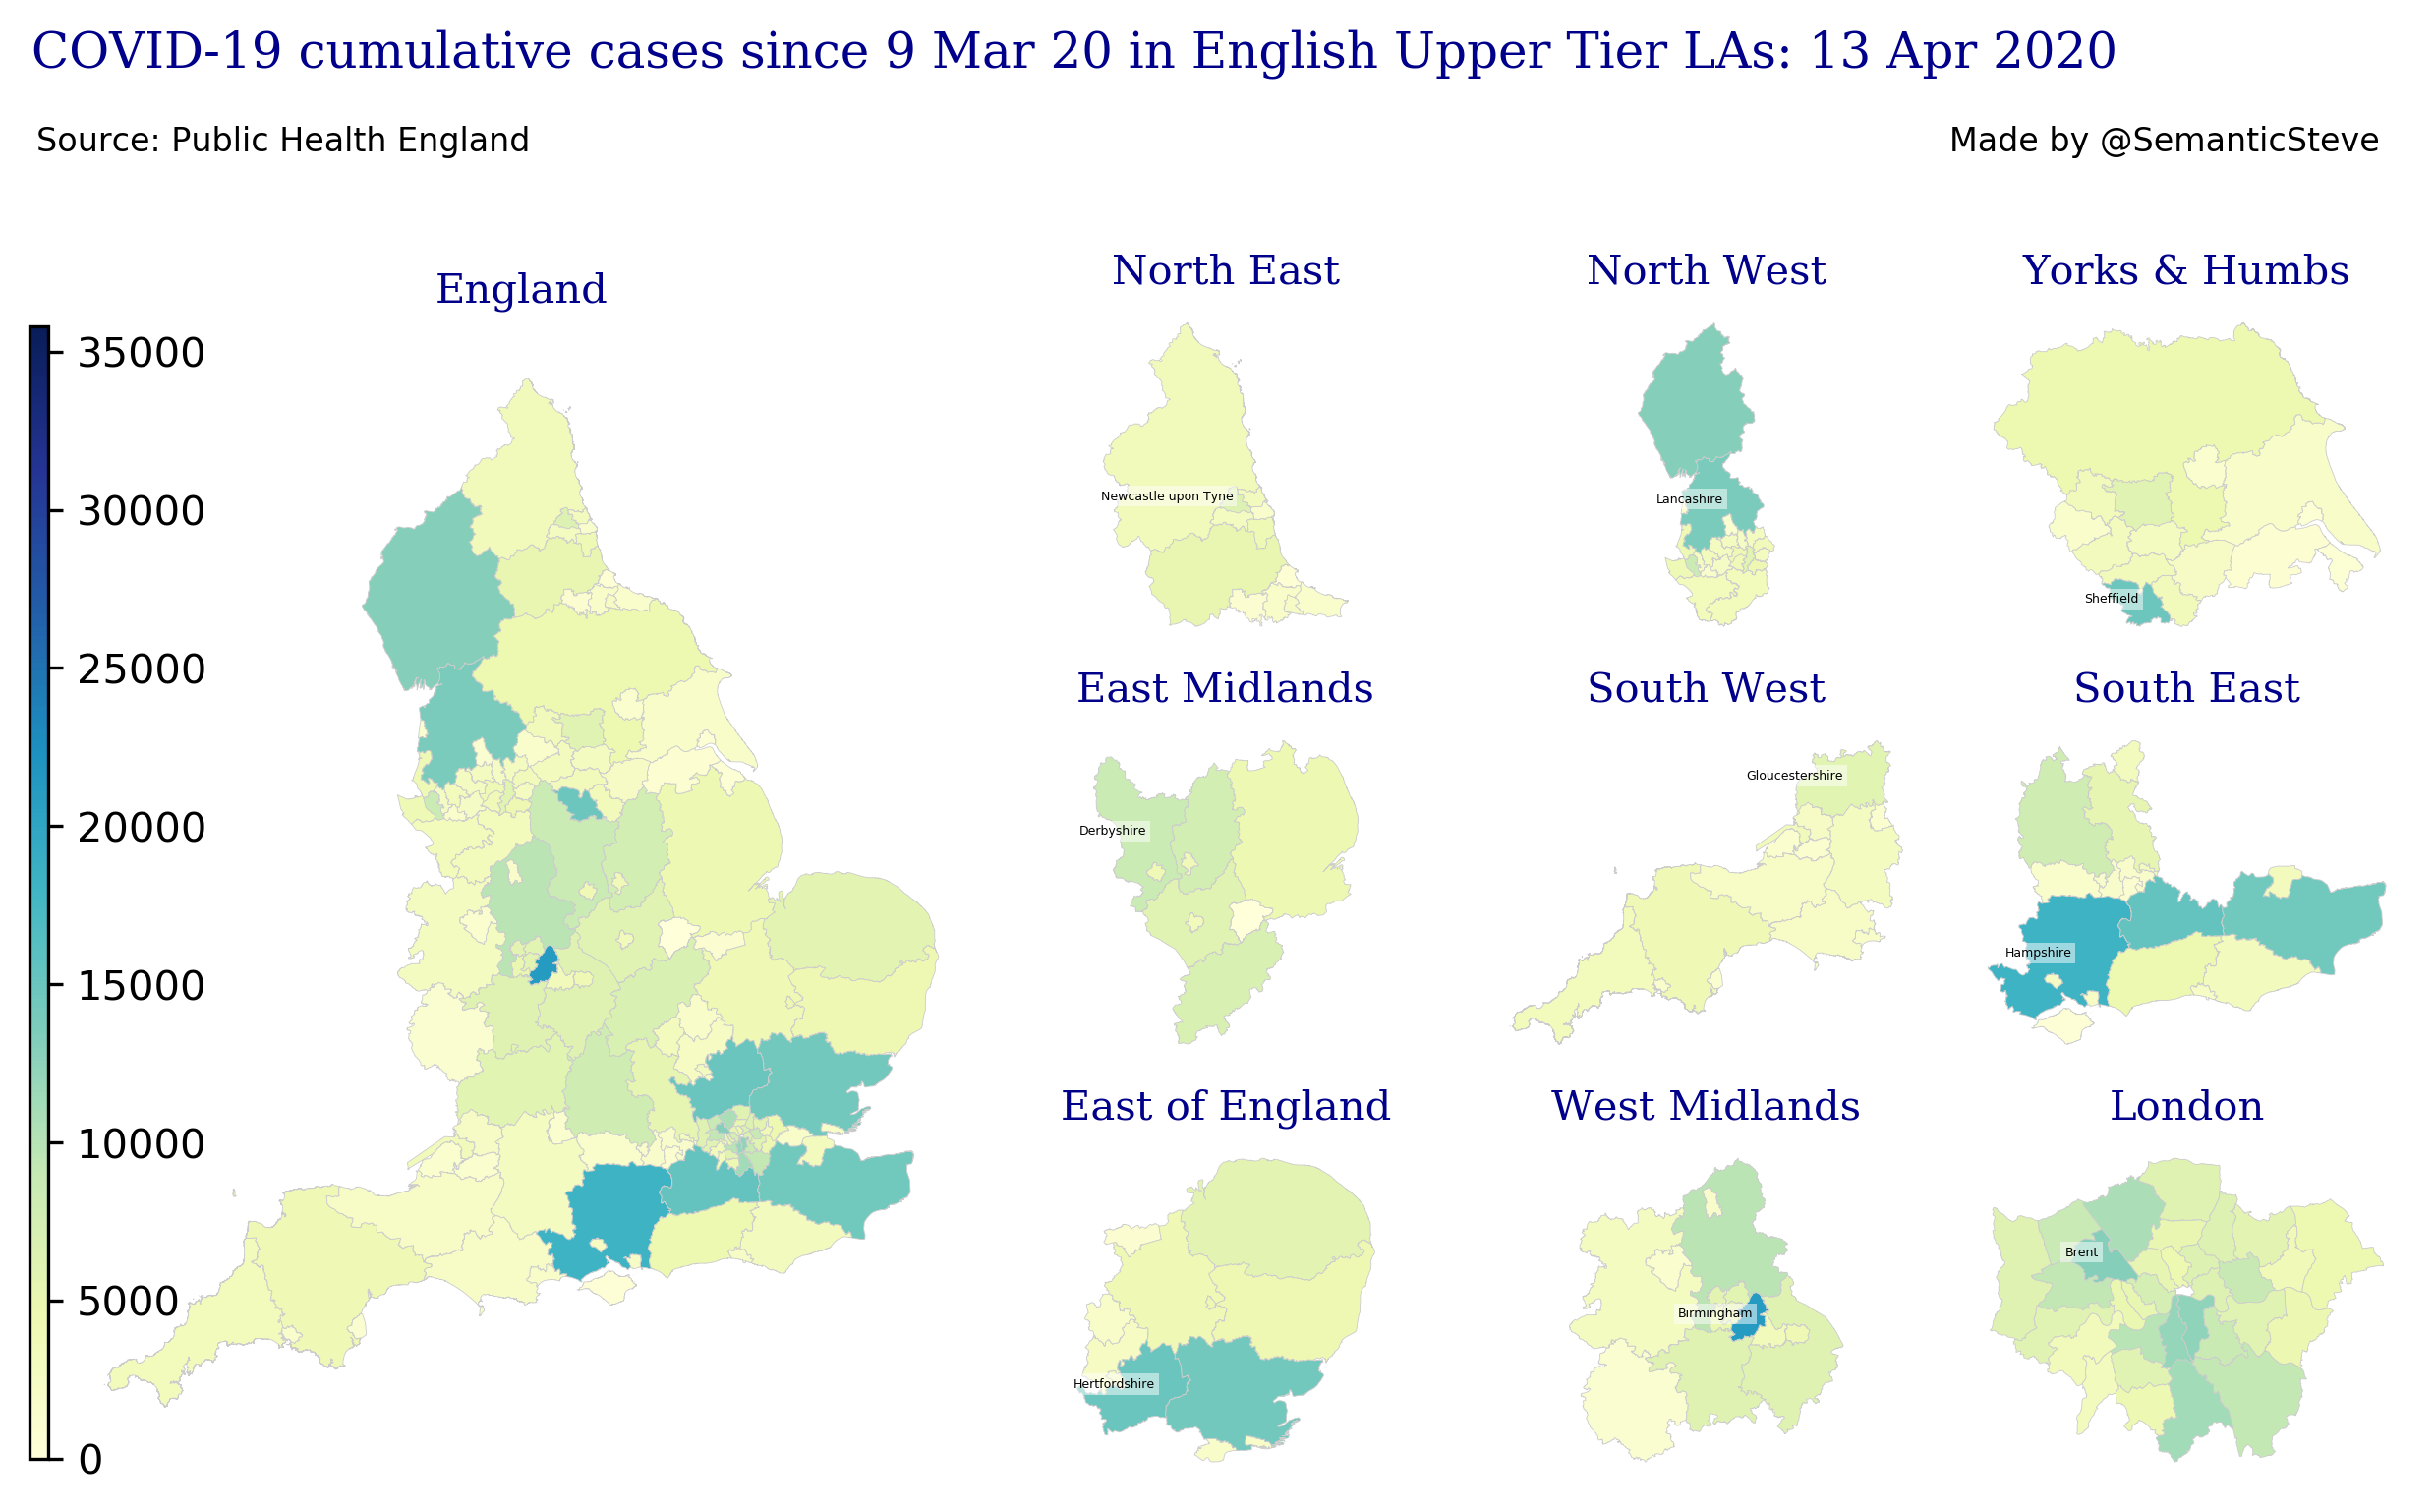 COVID-19 cumulative cases since 9 Mar 20 in English Upper Tier LAs: 13 Apr 2020
Source: Public Health England
Made by @SemanticSteve
England
35000
30000
25000
20000
15000
10000
5000
0
North East
Newcastle upon Tyne
North West
Lancashire
Yorks & Humbs
Sheffield
East Midlands
Derbyshire
South West
Gloucestershire
South East
Hampshire
East of England
Hertfordshire
West Midlands
Birmingham
London
Brent